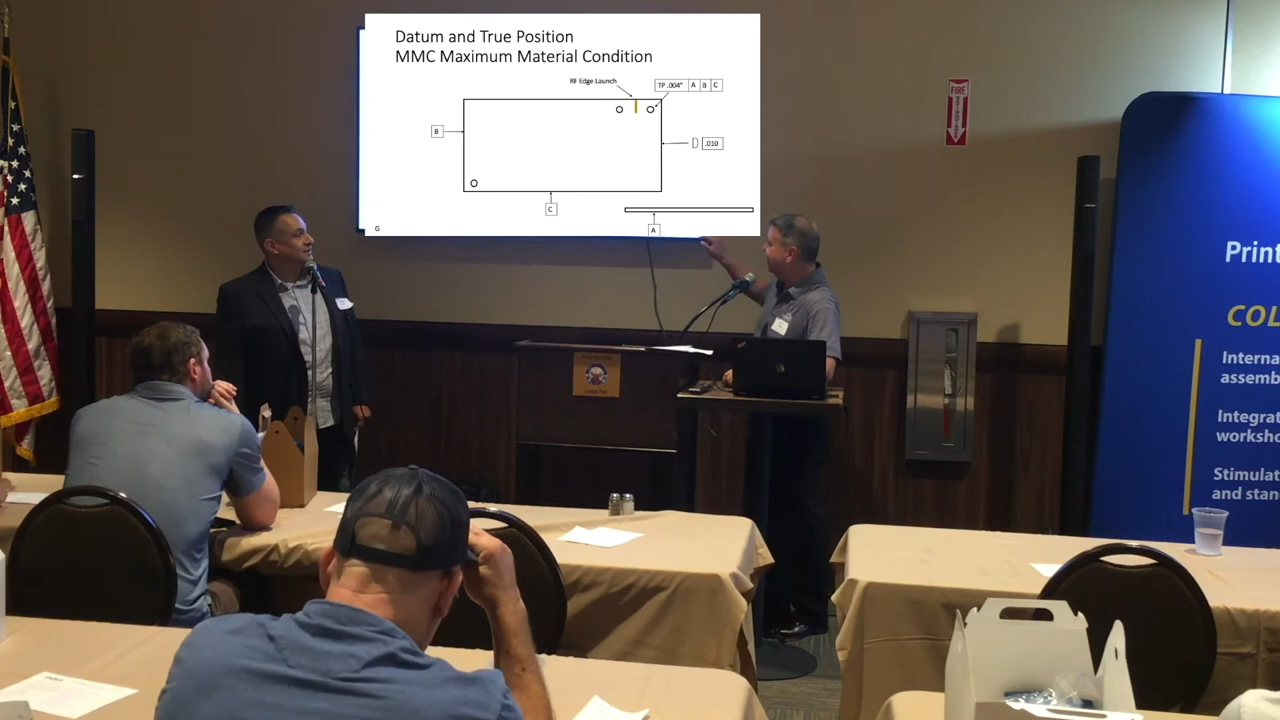 Datum and True Position
MMC Maximum Material Condition
RF Edge Launch
TP .004" A B C
B
.010
C
A
G
FIRE
EXTINGUISHER
Print
COL
Interna
assemb
Integrat
worksho
Stimulat
and stan